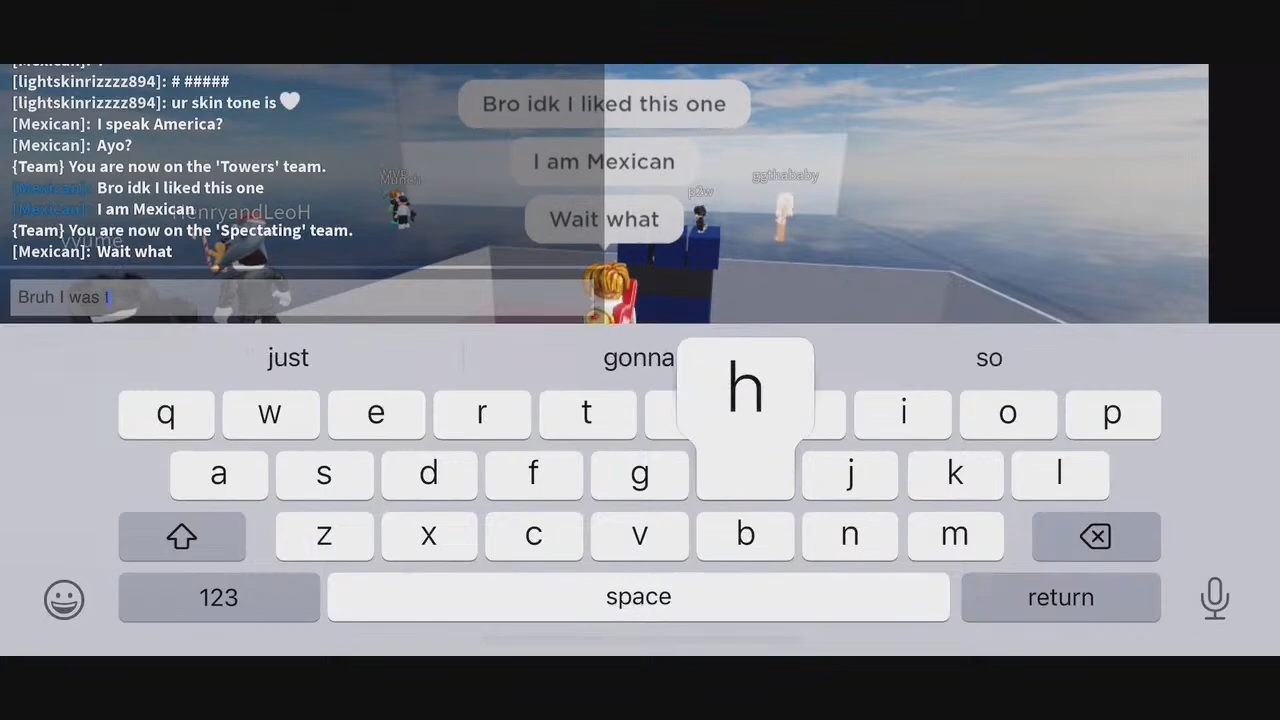 [lightskinrizzzz894]: # #####
[lightskinrizzzz894]: ur skin tone is 🤍
[Mexican]: I speak America?
[Mexican]: Ayo?
{Team} You are now on the 'Towers' team.
[Mexican]: Bro idk I liked this one
[Mexican]: I am Mexican
{Team} You are now on the 'Spectating' team.
[Mexican]: Wait what
Bruh I was t
Bro idk I liked this one
I am Mexican
Wait what
Munch
p2w
ggthababy
HenryandLeoH
just
gonna
so
h
q w e r t i o p
a s d f g j k l
z x c v b n m
123
space
return